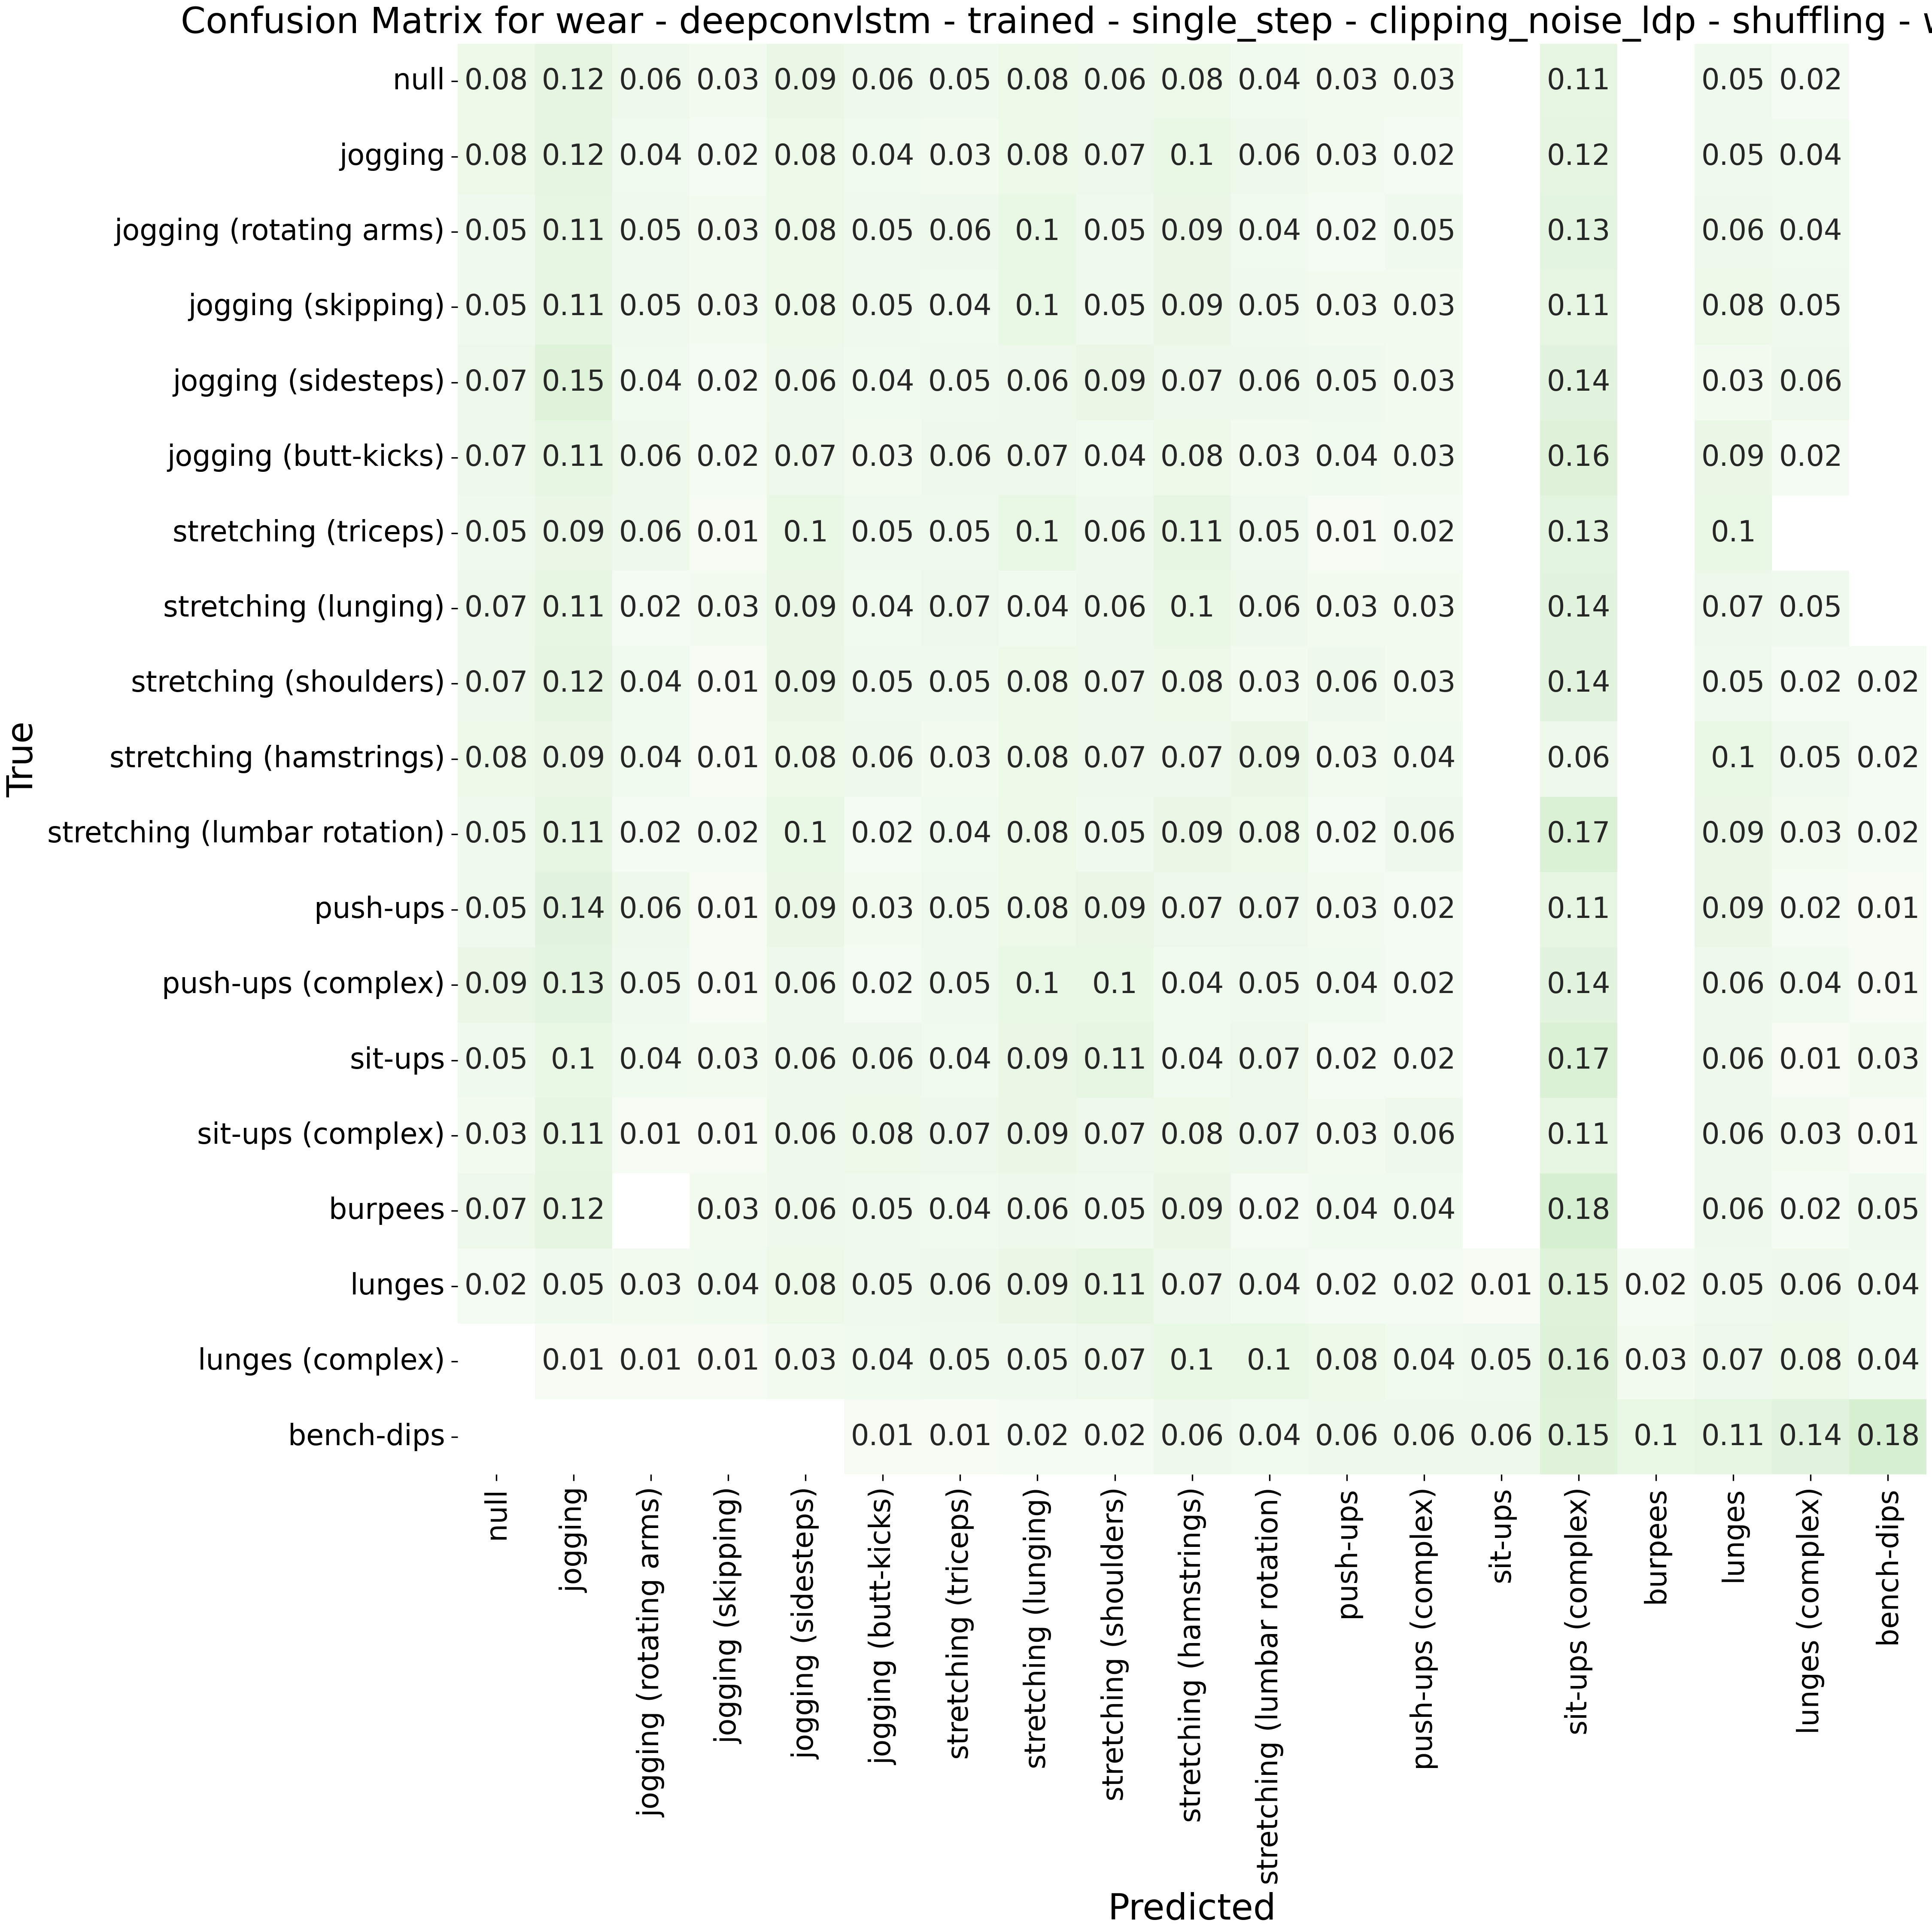 Confusion Matrix for wear - deepconvlstm - trained - single_step - clipping_noise_ldp - shuffling -
null 0.08 0.12 0.06 0.03 0.09 0.06 0.05 0.08 0.06 0.08 0.04 0.03 0.03 0.11 0.05 0.02
jogging 0.08 0.12 0.04 0.02 0.08 0.04 0.03 0.08 0.07 0.1 0.06 0.03 0.02 0.12 0.05 0.04
jogging (rotating arms) 0.05 0.11 0.05 0.03 0.08 0.05 0.06 0.1 0.05 0.09 0.04 0.02 0.05 0.13 0.06 0.04
jogging (skipping) 0.05 0.11 0.05 0.03 0.08 0.05 0.04 0.1 0.05 0.09 0.05 0.03 0.03 0.11 0.08 0.05
jogging (sidesteps) 0.07 0.15 0.04 0.02 0.06 0.04 0.05 0.06 0.09 0.07 0.06 0.05 0.03 0.14 0.03 0.06
jogging (butt-kicks) 0.07 0.11 0.06 0.02 0.07 0.03 0.06 0.07 0.04 0.08 0.03 0.04 0.03 0.16 0.09 0.02
stretching (triceps) 0.05 0.09 0.06 0.01 0.1 0.05 0.05 0.1 0.06 0.11 0.05 0.01 0.02 0.13 0.1
stretching (lunging) 0.07 0.11 0.02 0.03 0.09 0.04 0.07 0.04 0.06 0.1 0.06 0.03 0.03 0.14 0.07 0.05
stretching (shoulders) 0.07 0.12 0.04 0.01 0.09 0.05 0.05 0.08 0.07 0.08 0.03 0.06 0.03 0.14 0.05 0.02 0.02
stretching (hamstrings) 0.08 0.09 0.04 0.01 0.08 0.06 0.03 0.08 0.07 0.07 0.09 0.03 0.04 0.06 0.1 0.05 0.02
stretching (lumbar rotation) 0.05 0.11 0.02 0.02 0.1 0.02 0.04 0.08 0.05 0.09 0.08 0.02 0.06 0.17 0.09 0.03 0.02
push-ups 0.05 0.14 0.06 0.01 0.09 0.03 0.05 0.08 0.09 0.07 0.07 0.03 0.02 0.11 0.09 0.02 0.01
push-ups (complex) 0.09 0.13 0.05 0.01 0.06 0.02 0.05 0.1 0.1 0.04 0.05 0.04 0.02 0.14 0.06 0.04 0.01
sit-ups 0.05 0.1 0.04 0.03 0.06 0.06 0.04 0.09 0.11 0.04 0.07 0.02 0.02 0.17 0.06 0.01 0.03
sit-ups (complex) 0.03 0.11 0.01 0.01 0.06 0.08 0.07 0.09 0.07 0.08 0.07 0.03 0.06 0.11 0.06 0.03 0.01
burpees 0.07 0.12 0.03 0.06 0.05 0.04 0.06 0.05 0.09 0.02 0.04 0.04 0.18 0.06 0.02 0.05
lunges 0.02 0.05 0.03 0.04 0.08 0.05 0.06 0.09 0.11 0.07 0.04 0.02 0.02 0.01 0.15 0.02 0.05 0.06 0.04
lunges (complex) 0.01 0.01 0.01 0.03 0.04 0.05 0.05 0.07 0.1 0.1 0.08 0.04 0.05 0.16 0.03 0.07 0.08 0.04
bench-dips 0.01 0.01 0.02 0.02 0.06 0.04 0.06 0.06 0.06 0.15 0.1 0.11 0.14 0.18
True
null
jogging
jogging (rotating arms)
jogging (skipping)
jogging (sidesteps)
jogging (butt-kicks)
stretching (triceps)
stretching (lunging)
stretching (shoulders)
stretching (hamstrings)
stretching (lumbar rotation)
push-ups
push-ups (complex)
sit-ups
sit-ups (complex)
burpees
lunges
lunges (complex)
bench-dips
Predicted